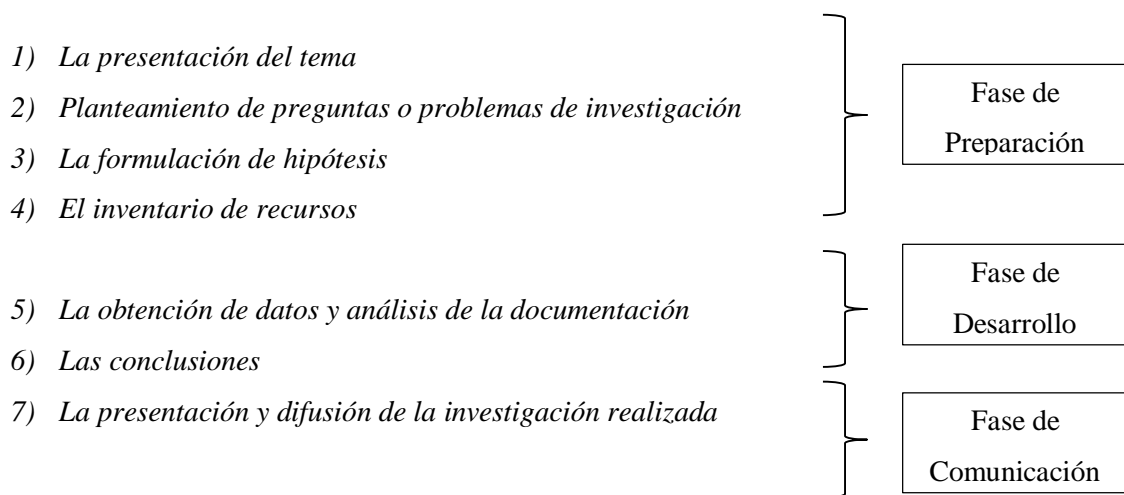 1) La presentación del tema
2) Planteamiento de preguntas o problemas de investigación
3) La formulación de hipótesis
4) El inventario de recursos
Fase de
Preparación
5) La obtención de datos y análisis de la documentación
6) Las conclusiones
Fase de
Desarrollo
7) La presentación y difusión de la investigación realizada
Fase de
Comunicación